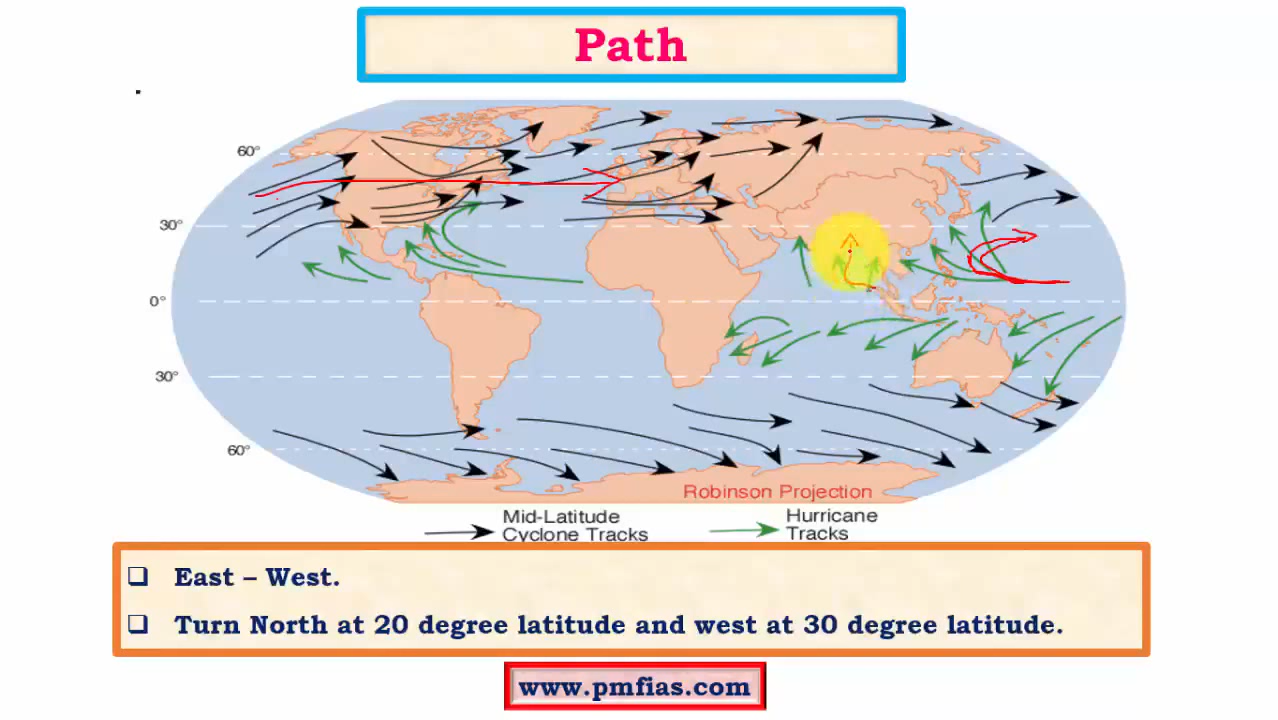 Path
60°
30°
0°
30°
60°
Robinson Projection
Mid-Latitude
Cyclone Tracks
Hurricane
Tracks
❑ East – West.
❑ Turn North at 20 degree latitude and west at 30 degree latitude.
www.pmfias.com